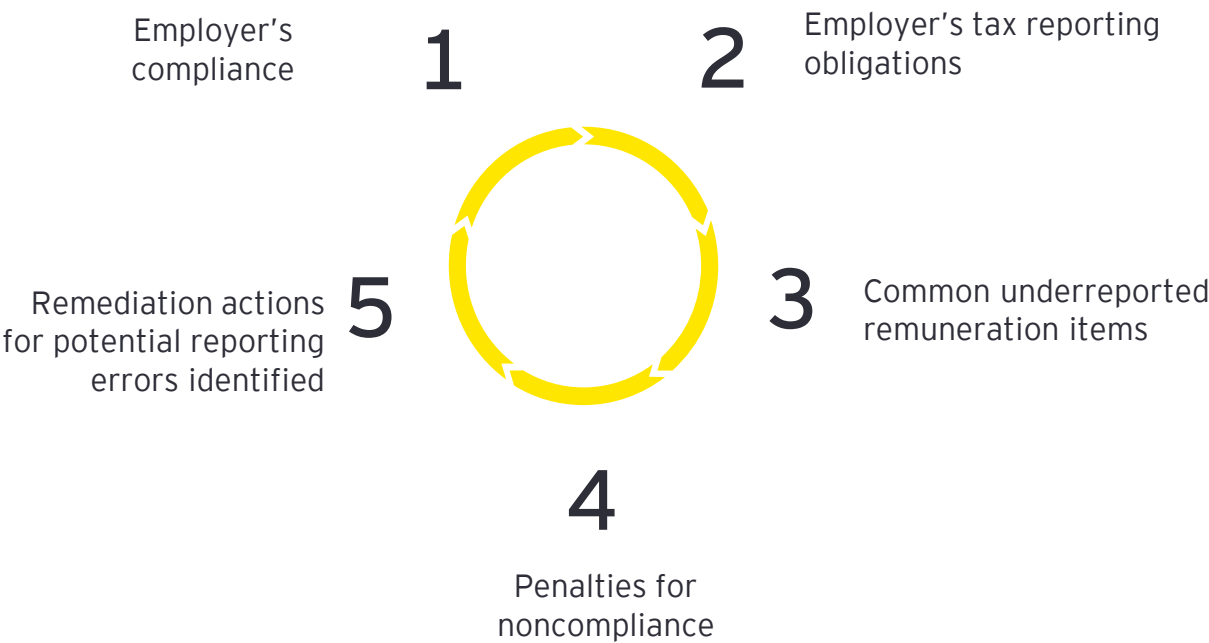 Employer's
compliance
1
2
Employer's tax reporting
obligations
3
Common underreported
remuneration items
4
Penalties for
noncompliance
5
Remediation actions
for potential reporting
errors identified